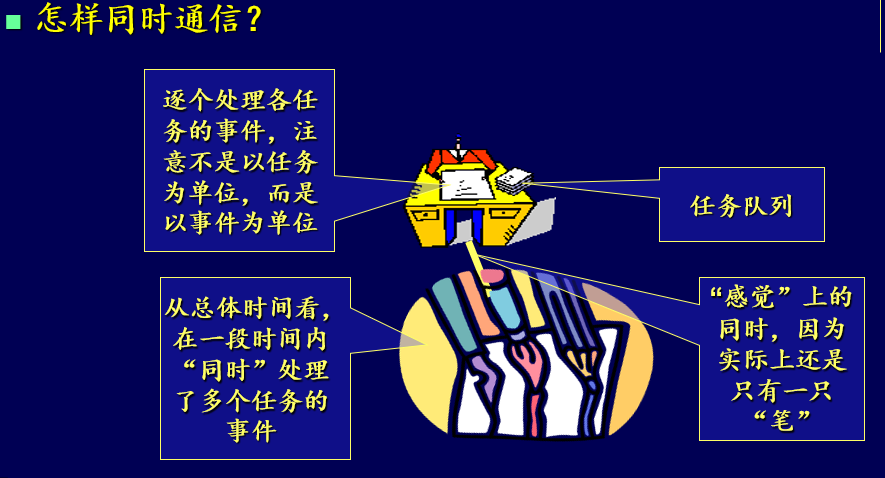 怎样同时通信？
逐个处理各任
务的事件，注
意不是以任务
为单位，而是
以事件为单位
任务队列
从总体时间看，
在一段时间内
“同时”处理
了多个任务的
事件
“感觉”上的
同时，因为
实际上还是
只有一只
“笔”